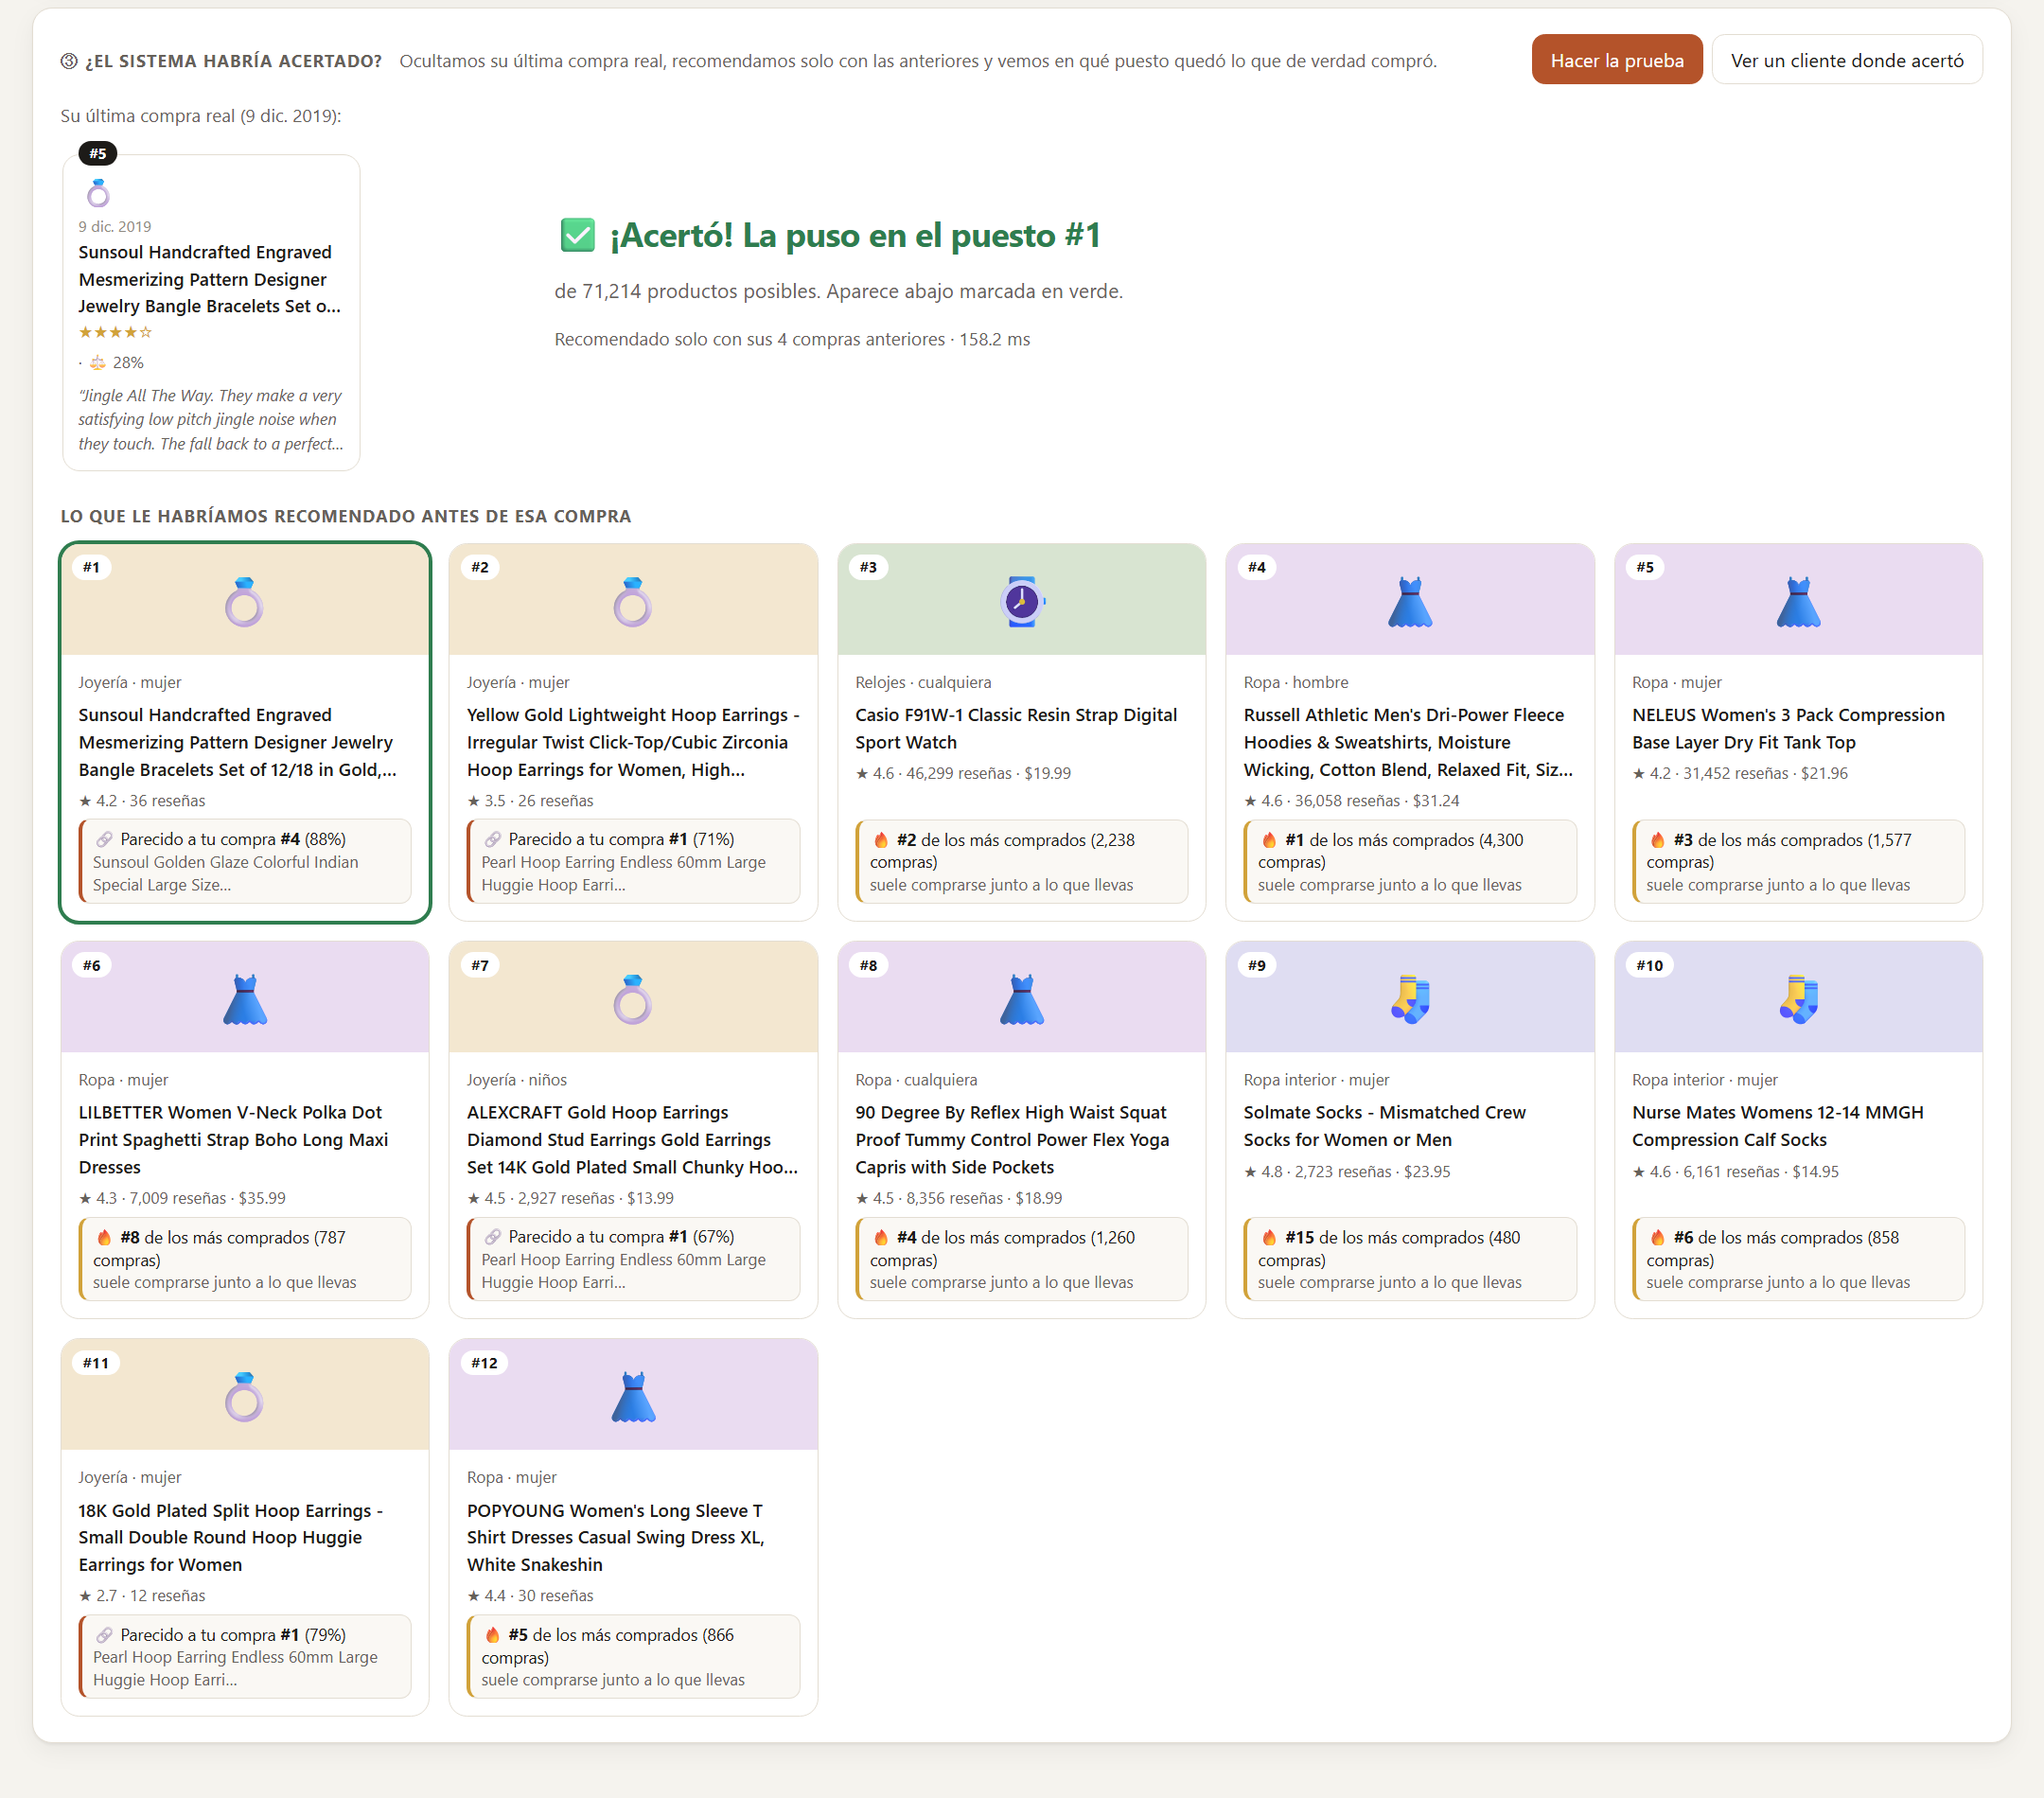 ③ ¿EL SISTEMA HABRÍA ACERTADO? Ocultamos su última compra real, recomendamos solo con las anteriores y vemos en qué puesto quedó lo que de verdad compró.
Hacer la prueba
Ver un cliente donde acertó
Su última compra real (9 dic. 2019):
#5
9 dic. 2019
Sunsoul Handcrafted Engraved
Mesmerizing Pattern Designer
Jewelry Bangle Bracelets Set o...
★★★★☆
· ⚖️ 28%
"Jingle All The Way. They make a very
satisfying low pitch jingle noise when
they touch. The fall back to a perfect...
✅ ¡Acertó! La puso en el puesto #1
de 71,214 productos posibles. Aparece abajo marcada en verde.
Recomendado solo con sus 4 compras anteriores · 158.2 ms
LO QUE LE HABRÍAMOS RECOMENDADO ANTES DE ESA COMPRA
#1
Joyería · mujer
Sunsoul Handcrafted Engraved
Mesmerizing Pattern Designer Jewelry
Bangle Bracelets Set of 12/18 in Gold,...
★ 4.2 · 36 reseñas
🔗 Parecido a tu compra #4 (88%)
Sunsoul Golden Glaze Colorful Indian
Special Large Size...
#2
Joyería · mujer
Yellow Gold Lightweight Hoop Earrings -
Irregular Twist Click-Top/Cubic Zirconia
Hoop Earrings for Women, High...
★ 3.5 · 26 reseñas
🔗 Parecido a tu compra #1 (71%)
Pearl Hoop Earring Endless 60mm Large
Huggie Hoop Earri...
#3
Relojes · cualquiera
Casio F91W-1 Classic Resin Strap Digital
Sport Watch
★ 4.6 · 46,299 reseñas · $19.99
🔥 #2 de los más comprados (2,238
compras)
suele comprarse junto a lo que llevas
#4
Ropa · hombre
Russell Athletic Men's Dri-Power Fleece
Hoodies & Sweatshirts, Moisture
Wicking, Cotton Blend, Relaxed Fit, Siz...
★ 4.6 · 36,058 reseñas · $31.24
🔥 #1 de los más comprados (4,300
compras)
suele comprarse junto a lo que llevas
#5
Ropa · mujer
NELEUS Women's 3 Pack Compression
Base Layer Dry Fit Tank Top
★ 4.2 · 31,452 reseñas · $21.96
🔥 #3 de los más comprados (1,577
compras)
suele comprarse junto a lo que llevas
#6
Ropa · mujer
LILBETTER Women V-Neck Polka Dot
Print Spaghetti Strap Boho Long Maxi
Dresses
★ 4.3 · 7,009 reseñas · $35.99
🔥 #8 de los más comprados (787
compras)
suele comprarse junto a lo que llevas
#7
Joyería · niños
ALEXCRAFT Gold Hoop Earrings
Diamond Stud Earrings Gold Earrings
Set 14K Gold Plated Small Chunky Hoo...
★ 4.5 · 2,927 reseñas · $13.99
🔗 Parecido a tu compra #1 (67%)
Pearl Hoop Earring Endless 60mm Large
Huggie Hoop Earri...
#8
Ropa · cualquiera
90 Degree By Reflex High Waist Squat
Proof Tummy Control Power Flex Yoga
Capris with Side Pockets
★ 4.5 · 8,356 reseñas · $18.99
🔥 #4 de los más comprados (1,260
compras)
suele comprarse junto a lo que llevas
#9
Ropa interior · mujer
Solmate Socks - Mismatched Crew
Socks for Women or Men
★ 4.8 · 2,723 reseñas · $23.95
🔥 #15 de los más comprados (480
compras)
suele comprarse junto a lo que llevas
#10
Ropa interior · mujer
Nurse Mates Womens 12-14 MMGH
Compression Calf Socks
★ 4.6 · 6,161 reseñas · $14.95
🔥 #6 de los más comprados (858
compras)
suele comprarse junto a lo que llevas
#11
Joyería · mujer
18K Gold Plated Split Hoop Earrings -
Small Double Round Hoop Huggie
Earrings for Women
★ 2.7 · 12 reseñas
🔗 Parecido a tu compra #1 (79%)
Pearl Hoop Earring Endless 60mm Large
Huggie Hoop Earri...
#12
Ropa · mujer
POPYOUNG Women's Long Sleeve T
Shirt Dresses Casual Swing Dress XL,
White Snakeshin
★ 4.4 · 30 reseñas
🔥 #5 de los más comprados (866
compras)
suele comprarse junto a lo que llevas